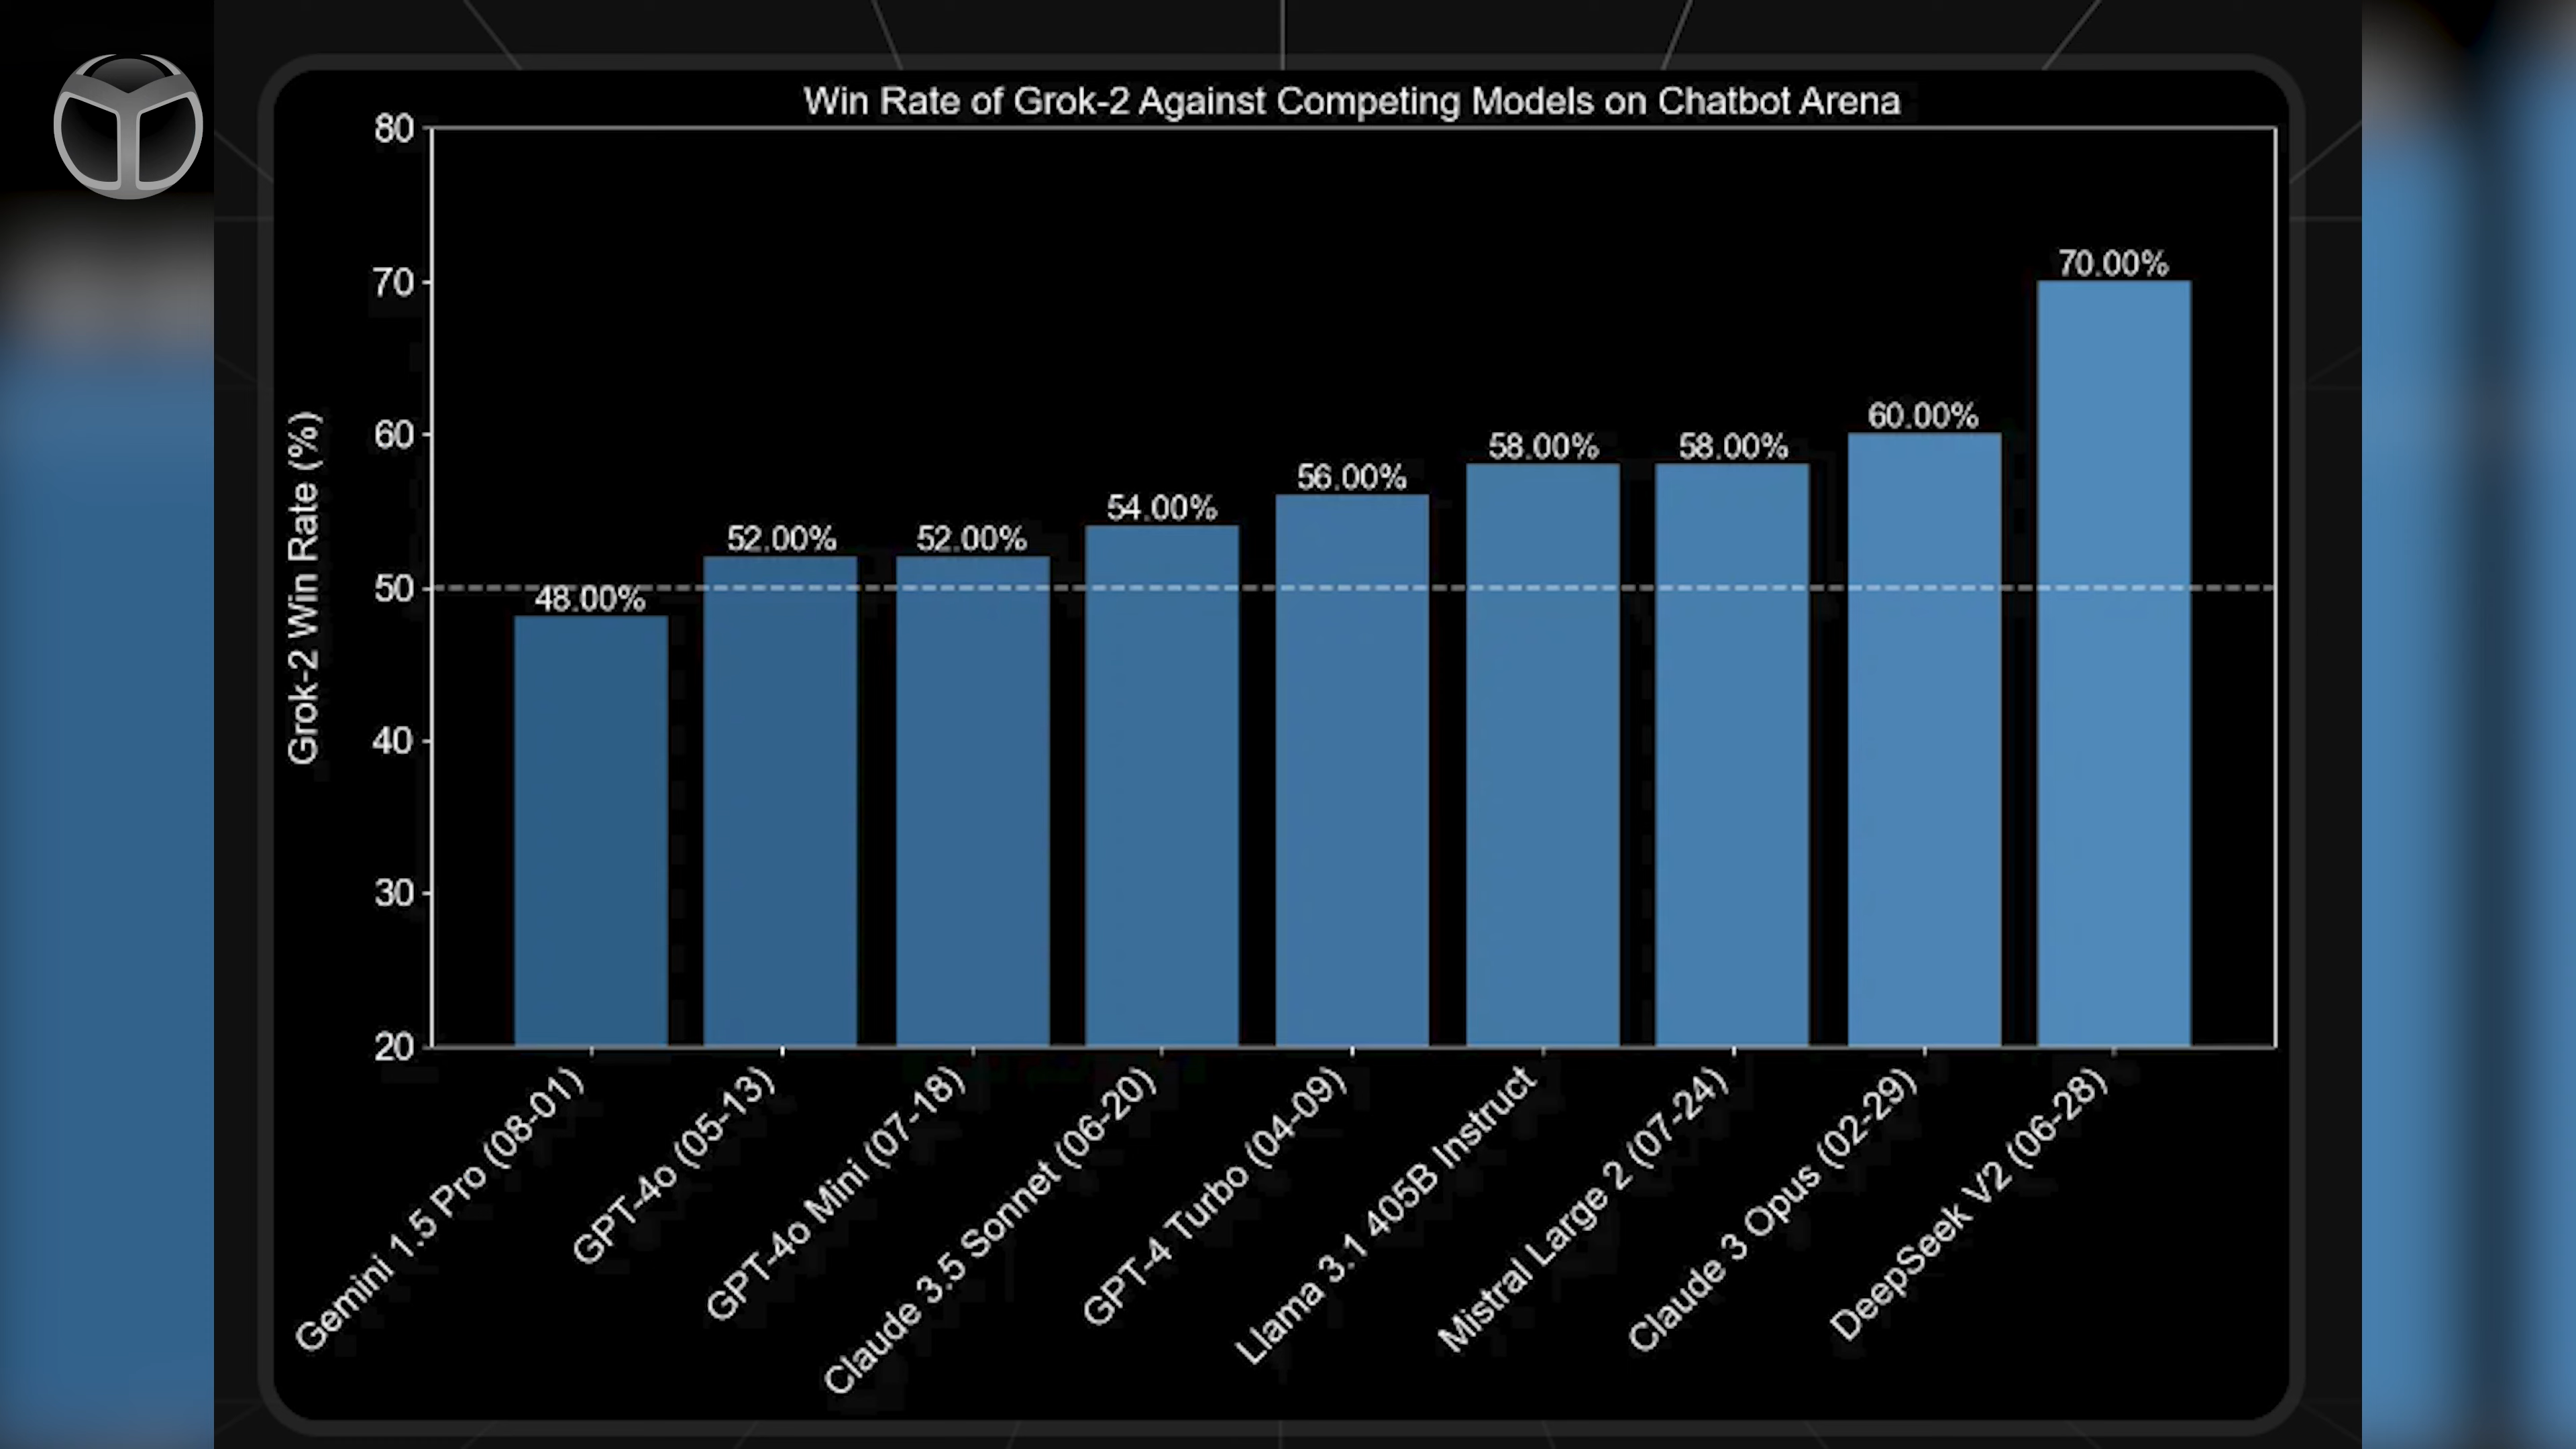 Win Rate of Grok-2 Against Competing Models on Chatbot Arena
Grok-2 Win Rate (%)
80
70
60
50
40
30
20
48.00%
52.00%
52.00%
54.00%
56.00%
58.00%
58.00%
60.00%
70.00%
Gemini 1.5 Pro (08-01)
GPT-4o (05-13)
GPT-4o Mini (07-18)
Claude 3.5 Sonnet (06-20)
GPT-4 Turbo (04-09)
Llama 3.1 405B Instruct
Mistral Large 2 (07-24)
Claude 3 Opus (02-29)
DeepSeek V2 (06-28)